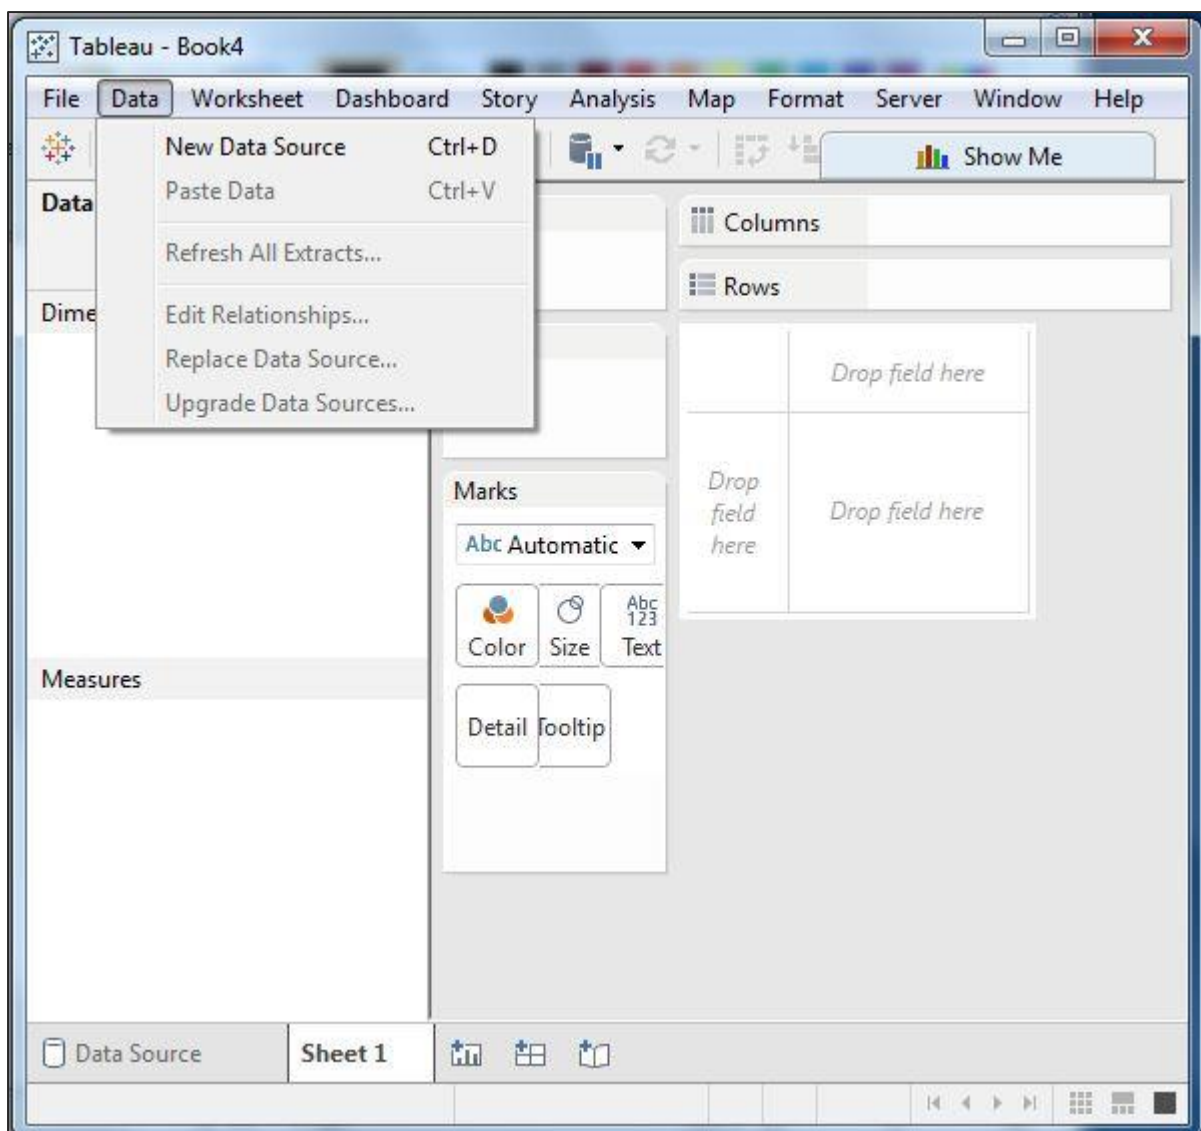 Tableau - Book4
File Data Worksheet Dashboard Story Analysis Map Format Server Window Help
New Data Source Ctrl+D
Show Me
Paste Data Ctrl+V
Data
Columns
Refresh All Extracts...
Rows
Dime
Edit Relationships...
Replace Data Source...
Upgrade Data Sources...
Drop field here
Marks
Abc Automatic
Drop
field
here
Drop field here
Abc
123
Color Size Text
Measures
Detail Tooltip
Data Source Sheet 1